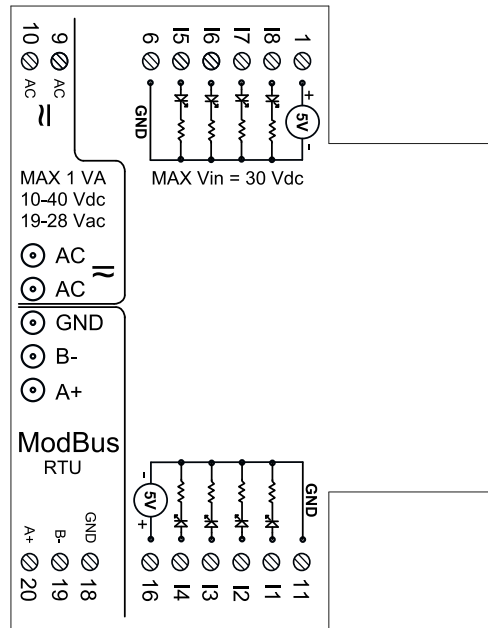 10 9 6 I5 I6 I7 I8 1
AC AC
GND + 5V -
MAX 1 VA
10-40 Vdc
19-28 Vac
MAX Vin = 30 Vdc
AC
AC
GND
B-
A+
ModBus
RTU
- 5V + GND
A+ B- GND
20 19 18 16 I4 I3 I2 I1 11